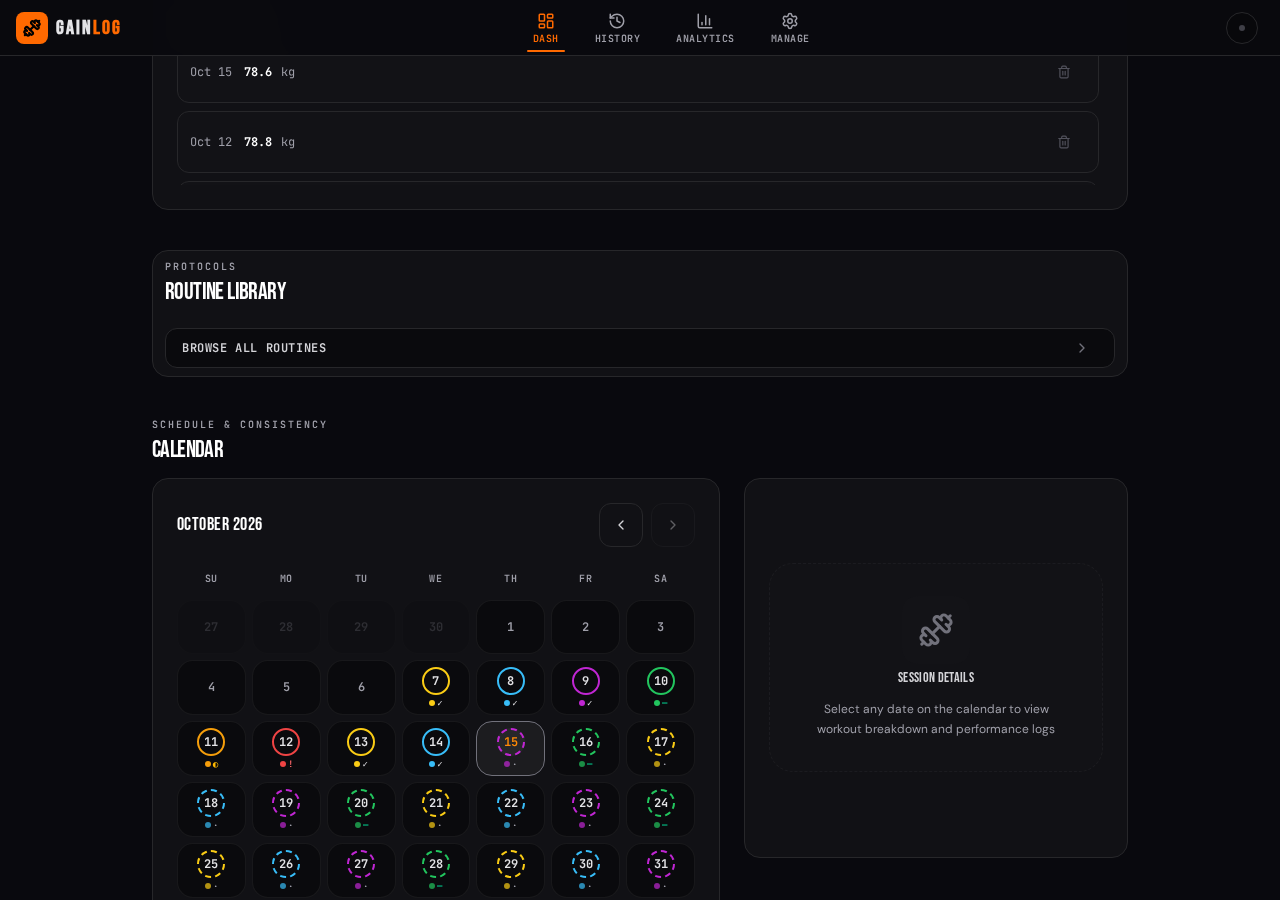 GAINLOG
DASH
HISTORY
ANALYTICS
MANAGE
Oct 15 78.6 kg
Oct 12 78.8 kg
PROTOCOLS
ROUTINE LIBRARY
BROWSE ALL ROUTINES
SCHEDULE & CONSISTENCY
CALENDAR
OCTOBER 2026
SU MO TU WE TH FR SA
27 28 29 30 1 2 3
4 5 6 7 8 9 10
✓ ✓ ✓ –
11 12 13 14 15 16 17
◐ ! ✓ ✓ · – ·
18 19 20 21 22 23 24
· · – · · · –
25 26 27 28 29 30 31
· · · – · · ·
SESSION DETAILS
Select any date on the calendar to view
workout breakdown and performance logs